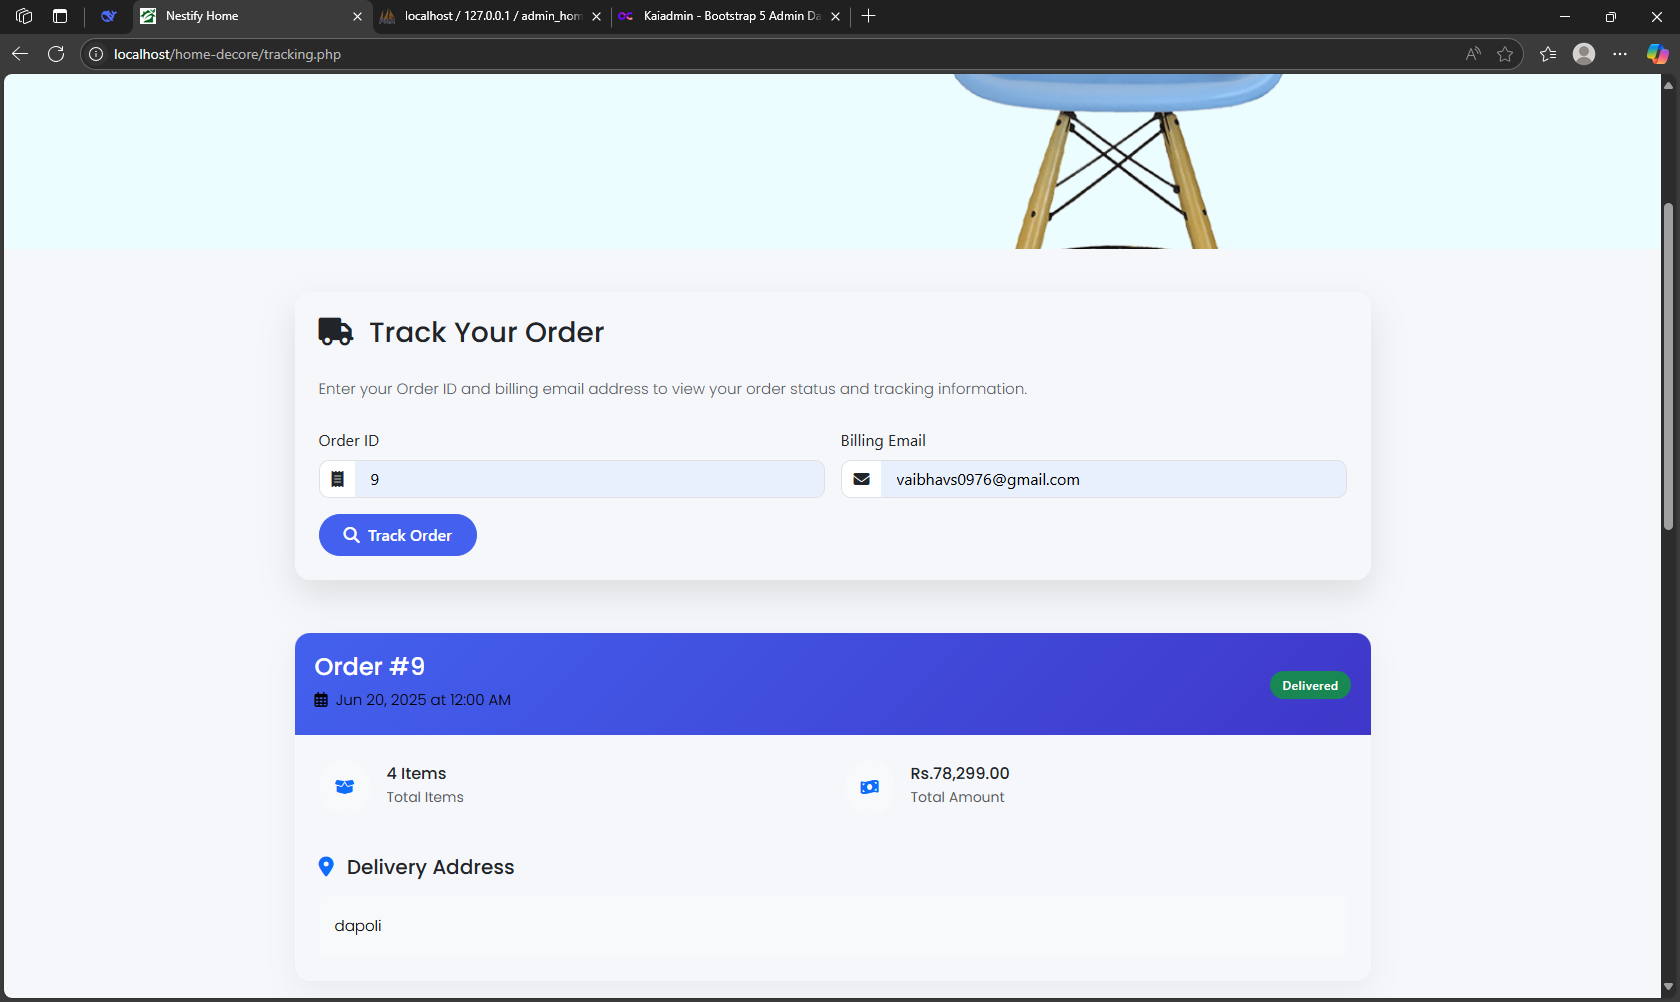 Nestify Home
localhost / 127.0.0.1 / admin_hom
Kaiadmin - Bootstrap 5 Admin Da
localhost/home-decore/tracking.php
Track Your Order
Enter your Order ID and billing email address to view your order status and tracking information.
Order ID
Billing Email
9
vaibhavs0976@gmail.com
Track Order
Order #9
Jun 20, 2025 at 12:00 AM
Delivered
4 Items
Total Items
Rs.78,299.00
Total Amount
Delivery Address
dapoli